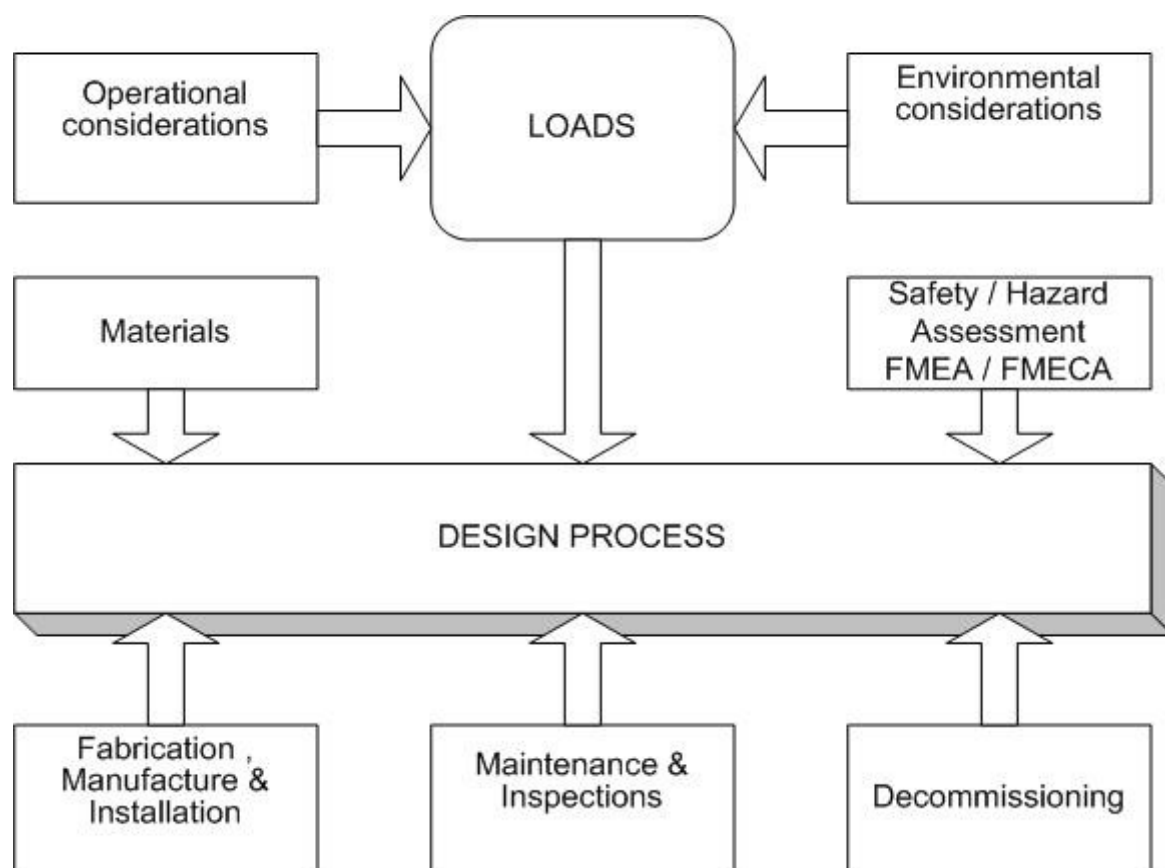 Operational
considerations
LOADS
Environmental
considerations
Materials
Safety / Hazard
Assessment
FMEA / FMECA
DESIGN PROCESS
Fabrication ,
Manufacture &
Installation
Maintenance &
Inspections
Decommissioning